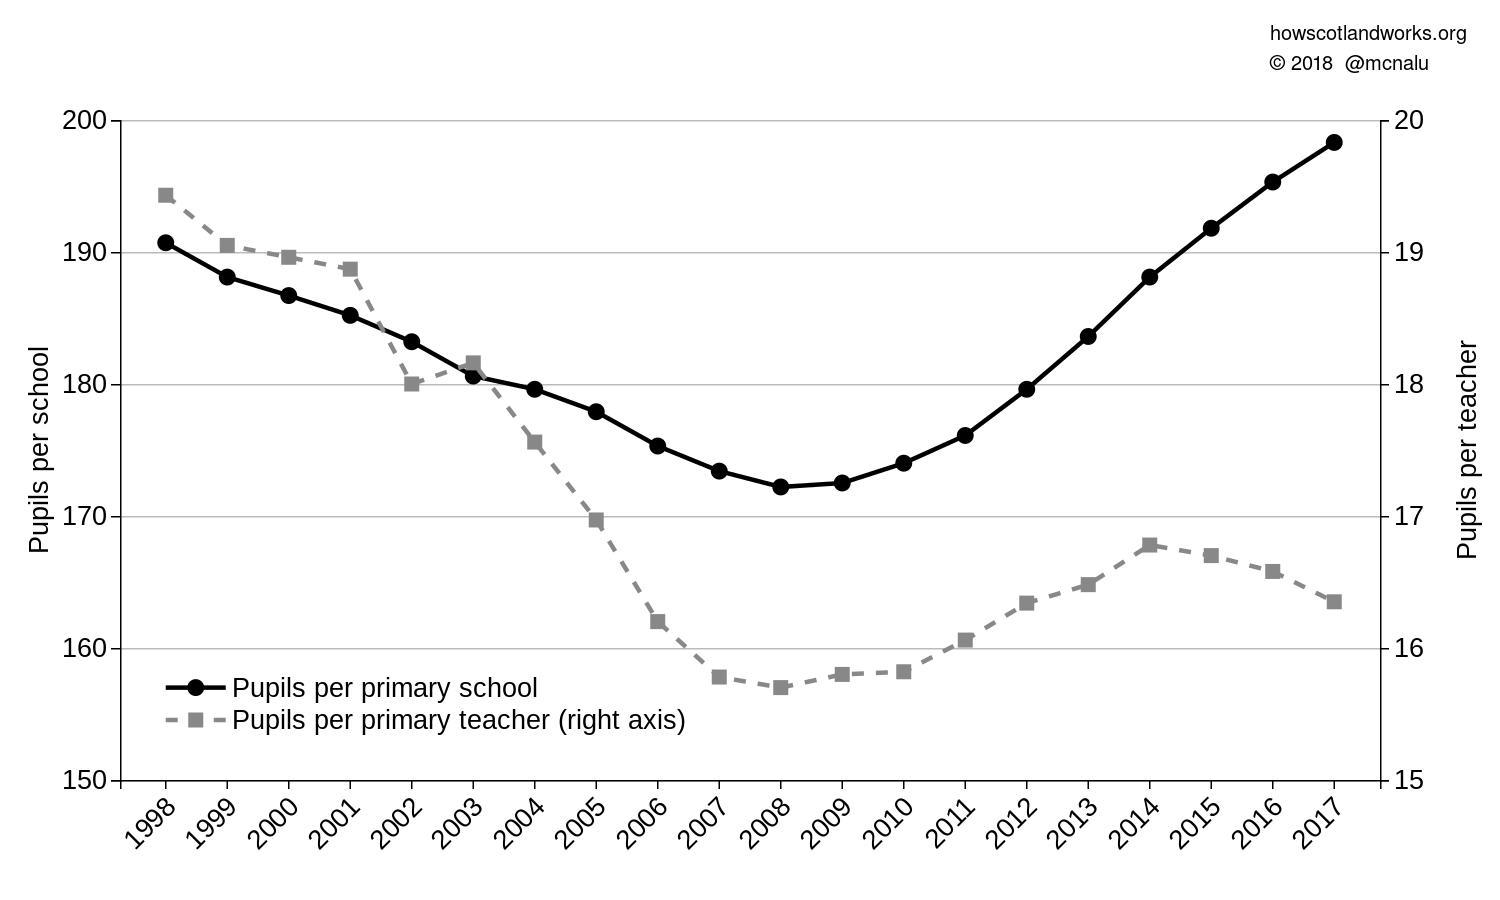 howscotlandworks.org
© 2018 @mcnalu
200
190
180
170
160
150
20
19
18
17
16
15
Pupils per school
Pupils per teacher
Pupils per primary school
Pupils per primary teacher (right axis)
1998 1999 2000 2001 2002 2003 2004 2005 2006 2007 2008 2009 2010 2011 2012 2013 2014 2015 2016 2017